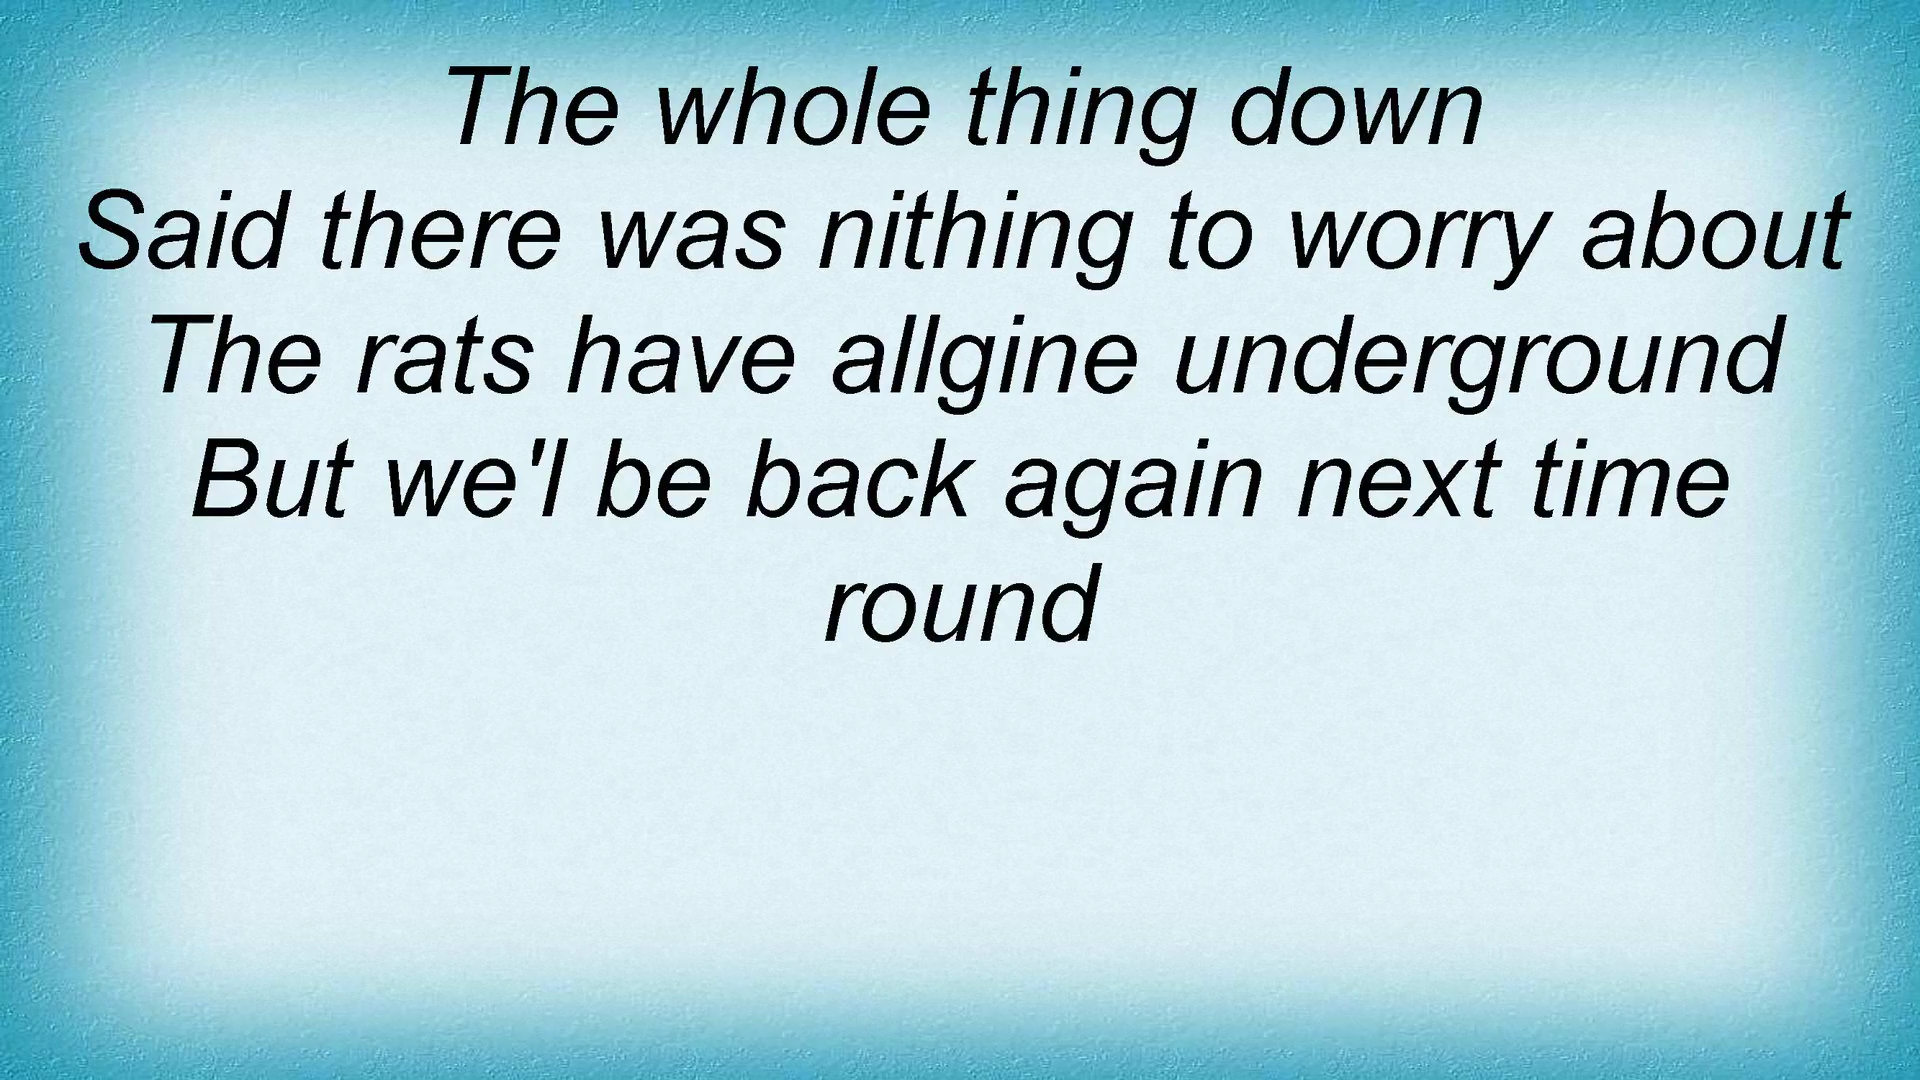 The whole thing down
Said there was nithing to worry about
The rats have allgine underground
But we'l be back again next time
round